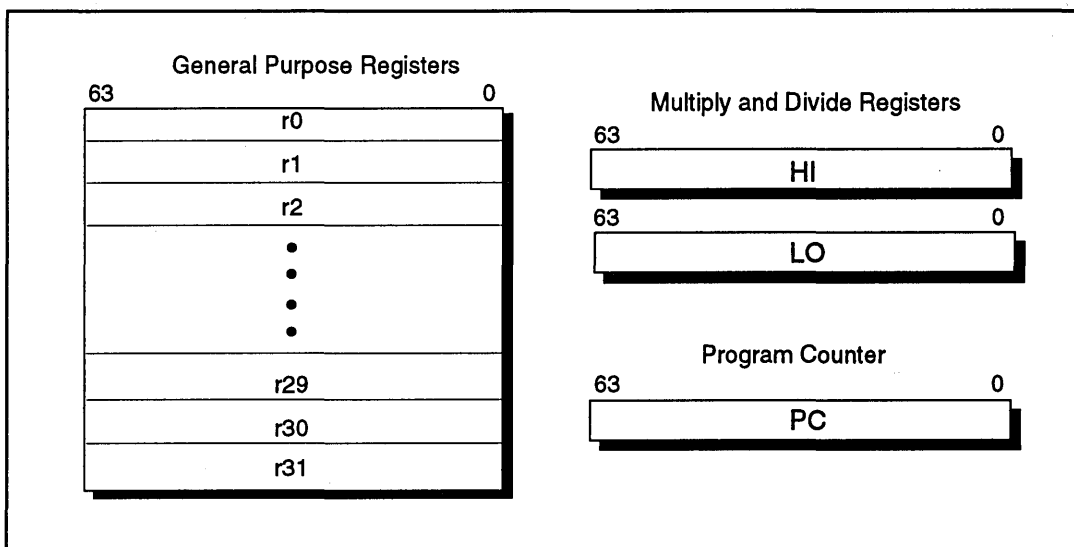 General Purpose Registers
63 0
r0
r1
r2
r29
r30
r31
Multiply and Divide Registers
63 0
HI
63 0
LO
Program Counter
63 0
PC